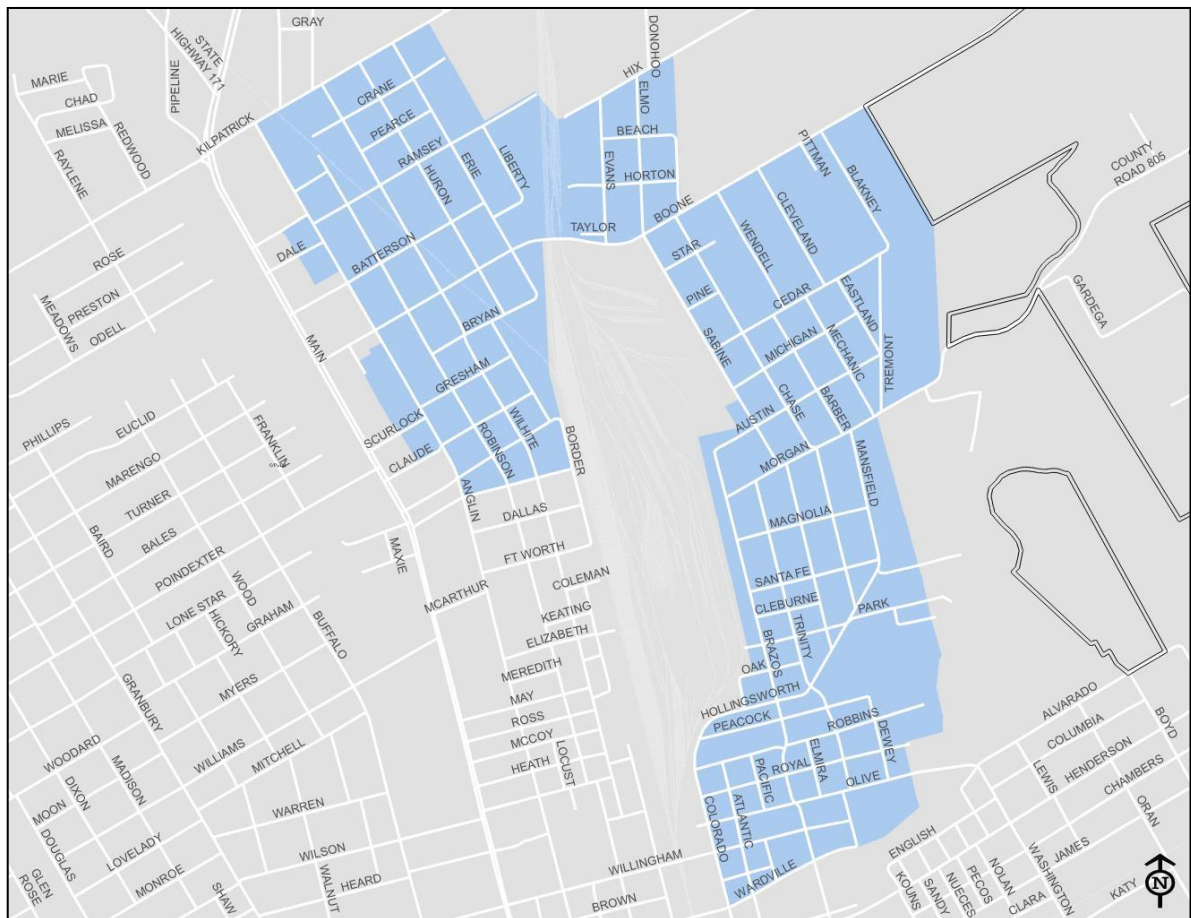 GRAY
STATE
HIGHWAY 171
DONOHOO
PIPELINE
MARIE
CHAD
MELISSA
REDWOOD
RAYLENE
KILPATRICK
CRANE
PEARCE
RAMSEY
HURON
ERIE
LIBERTY
HIX
ELMO
BEACH
EVANS
HORTON
TAYLOR
BOONE
PITTMAN
BLAKNEY
COUNTY
ROAD 805
ROSE
PRESTON
MEADOWS
ODELL
DALE
BATTERSON
STAR
WENDELL
CLEVELAND
PINE
CEDAR
EASTLAND
GARDEGA
MAIN
BRYAN
SABINE
MICHIGAN
MECHANIC
TREMONT
GRESHAM
PHILLIPS
EUCLID
FRANKLIN
SCURLOCK
ROBINSON
WILHITE
BORDER
AUSTIN
CHASE
BARBER
MARENGO
CLAUDE
MORGAN
MANSFIELD
TURNER
ANGLIN
DALLAS
MAGNOLIA
BAIRD
BALES
MAXIE
FT WORTH
POINDEXTER
WOOD
COLEMAN
SANTA FE
LONE STAR
HICKORY
GRAHAM
BUFFALO
MCARTHUR
KEATING
ELIZABETH
CLEBURNE
PARK
TRINITY
BRAZOS
MEREDITH
OAK
GRANBURY
MYERS
MAY
HOLLINGSWORTH
ROSS
PEACOCK
ROBBINS
ALVARADO
BOYD
WOODARD
WILLIAMS
MITCHELL
MCCOY
LOCUST
HEATH
PACIFIC
ROYAL
ELMIRA
DEWEY
OLIVE
COLUMBIA
LEWIS
HENDERSON
CHAMBERS
MOON
DIXON
MADISON
WARREN
COLORADO
ATLANTIC
ORAN
DOUGLAS
LOVELADY
WILSON
WILLINGHAM
ENGLISH
WASHINGTON
JAMES
GLEN
ROSE
MONROE
SHAW
WALNUT
HEARD
BROWN
WARDVILLE
KOUNS
SANDY
NUECES
PECOS
NOLAN
CLARA
KATY
N